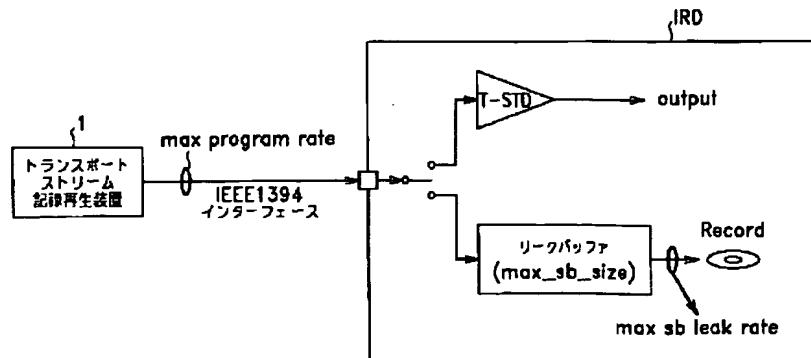 IRD
T-STD
output
1
max program rate
トランスポート
ストリーム
記録再生装置
IEEE1394
インターフェース
リークバッファ
(max_sb_size)
Record
max sb leak rate